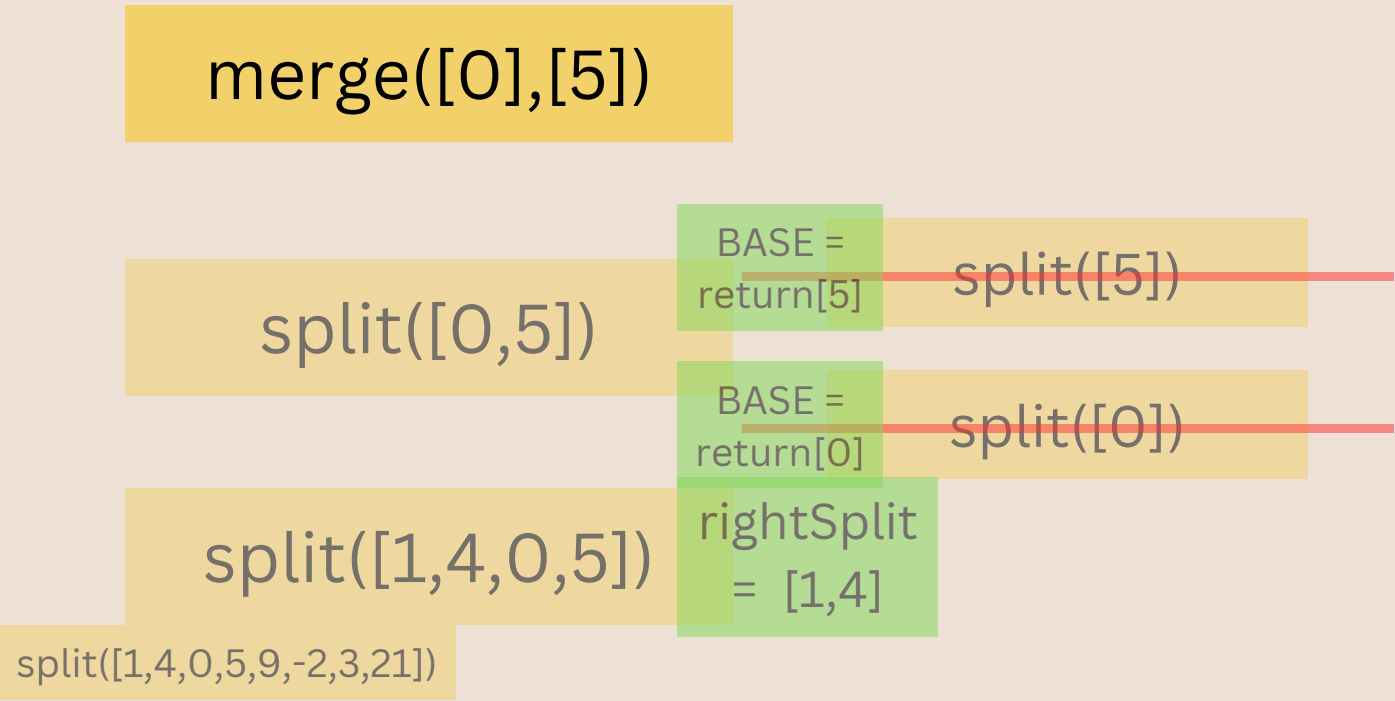 merge([0],[5])
BASE =
return[5]
split([5])
split([0,5])
BASE =
return[0]
split([0])
split([1,4,0,5])
rightSplit
= [1,4]
split([1,4,0,5,9,-2,3,21])